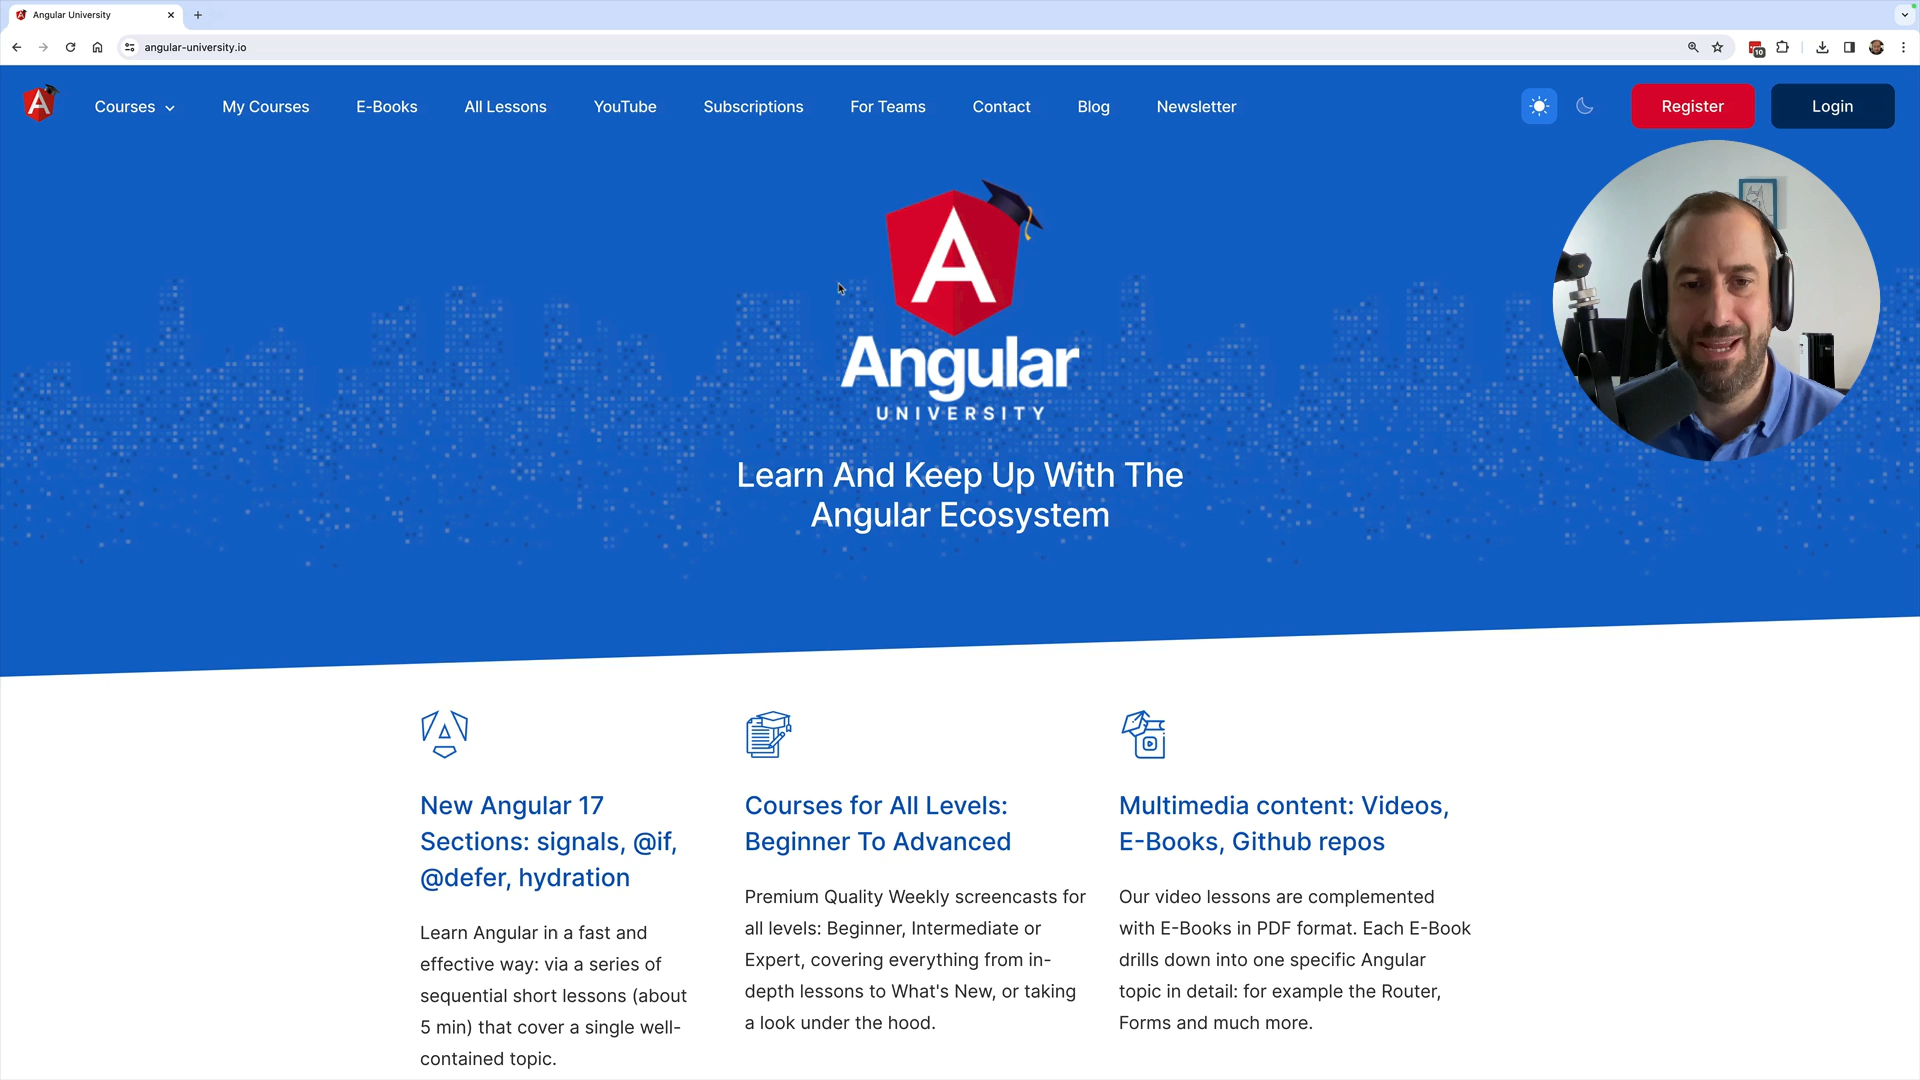 Angular University
angular-university.io
10
Courses
My Courses
E-Books
All Lessons
YouTube
Subscriptions
For Teams
Contact
Blog
Newsletter
Register
Login
A
Angular
UNIVERSITY
Learn And Keep Up With The
Angular Ecosystem
New Angular 17
Sections: signals, @if,
@defer, hydration
Learn Angular in a fast and
effective way: via a series of
sequential short lessons (about
5 min) that cover a single well-
contained topic.
Courses for All Levels:
Beginner To Advanced
Premium Quality Weekly screencasts for
all levels: Beginner, Intermediate or
Expert, covering everything from in-
depth lessons to What's New, or taking
a look under the hood.
Multimedia content: Videos,
E-Books, Github repos
Our video lessons are complemented
with E-Books in PDF format. Each E-Book
drills down into one specific Angular
topic in detail: for example the Router,
Forms and much more.